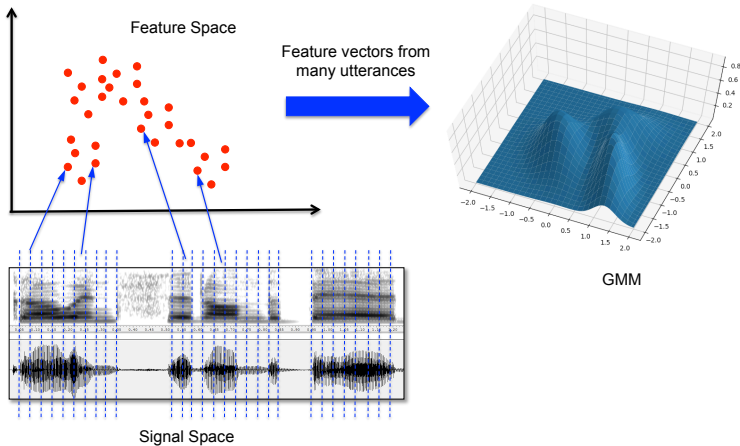 Feature Space
Feature vectors from
many utterances
0.8
0.6
0.4
0.2
2.0
1.5
1.0
0.5
0.0
-0.5
-1.0
-1.5
-2.0
−2.0 −1.5 −1.0 −0.5 0.0 0.5 1.0 1.5 2.0
GMM
Signal Space